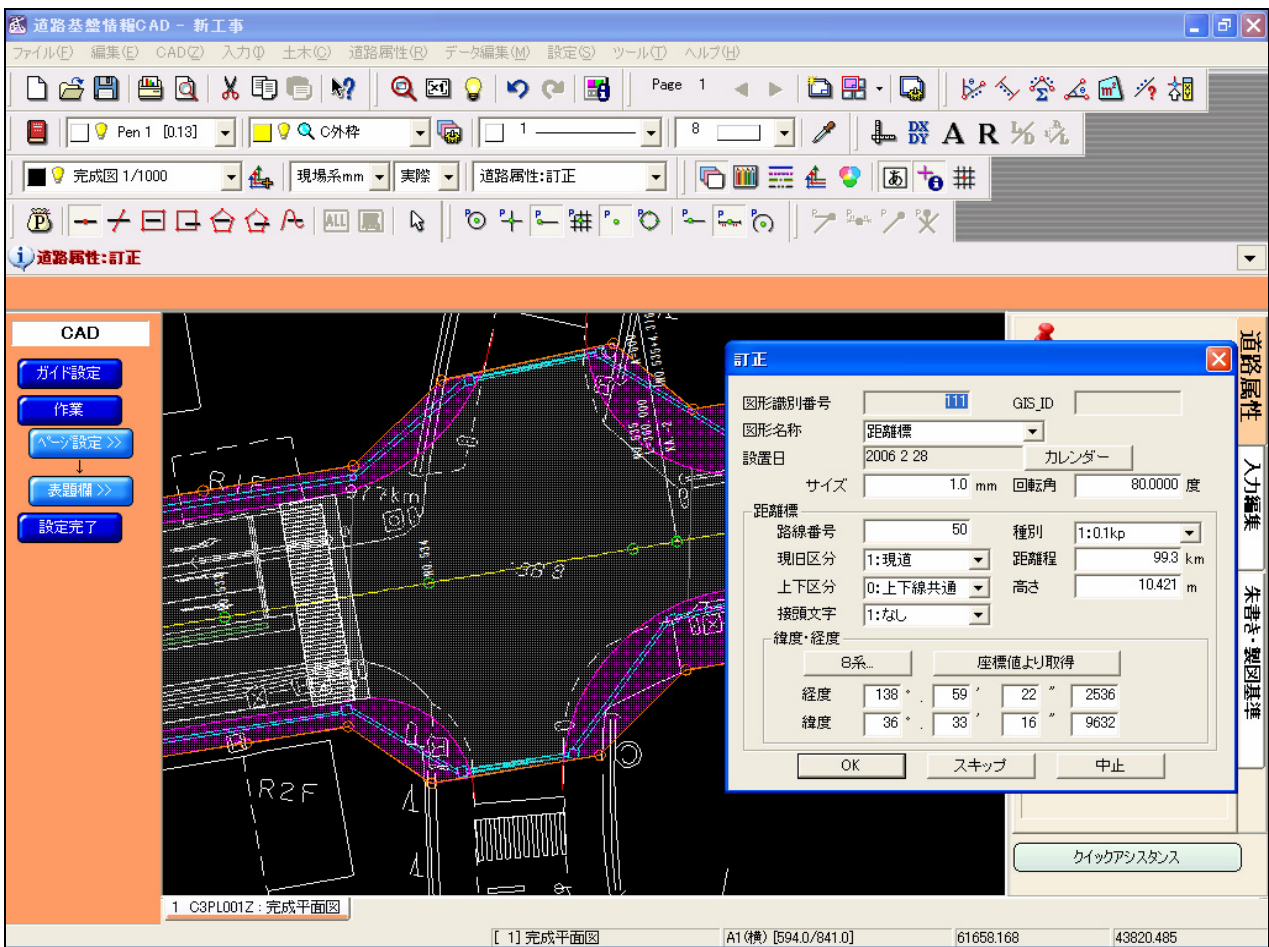 道路基盤情報CAD - 新工事
ファイル(F) 編集(E) CAD(Z) 入力(I) 土木(C) 道路属性(R) データ編集(M) 設定(S) ツール(T) ヘルプ(H)
Page 1
Pen 1 [0.13] C外枠 1 8 DX DY A R
完成図 1/1000 現場系mm 実際 道路属性:訂正 あ
ALL
道路属性:訂正
CAD
ガイド設定
作業
ページ設定 >>
↓
表題欄 >>
設定完了
R1F
NO.534
R2F
訂正
図形識別番号 111 GIS_ID
図形名称 距離標
設置日 2006 2 28 カレンダー
サイズ 1.0 mm 回転角 80.0000 度
距離標
路線番号 50 種別 1:0.1kp
現旧区分 1:現道 距離程 99.3 km
上下区分 0:上下線共通 高さ 10.421 m
接頭文字 1:なし
緯度・経度
8系... 座標値より取得
経度 138 ° . 59 ′ 22 ″ 2536
緯度 36 ° . 33 ′ 16 ″ 9632
OK スキップ 中止
道路属性
入力編集
朱書き・製図基準
クイックアシスタンス
1 C3PL001Z : 完成平面図
[ 1] 完成平面図 A1(横) [594.0/841.0] 61658.168 43820.485